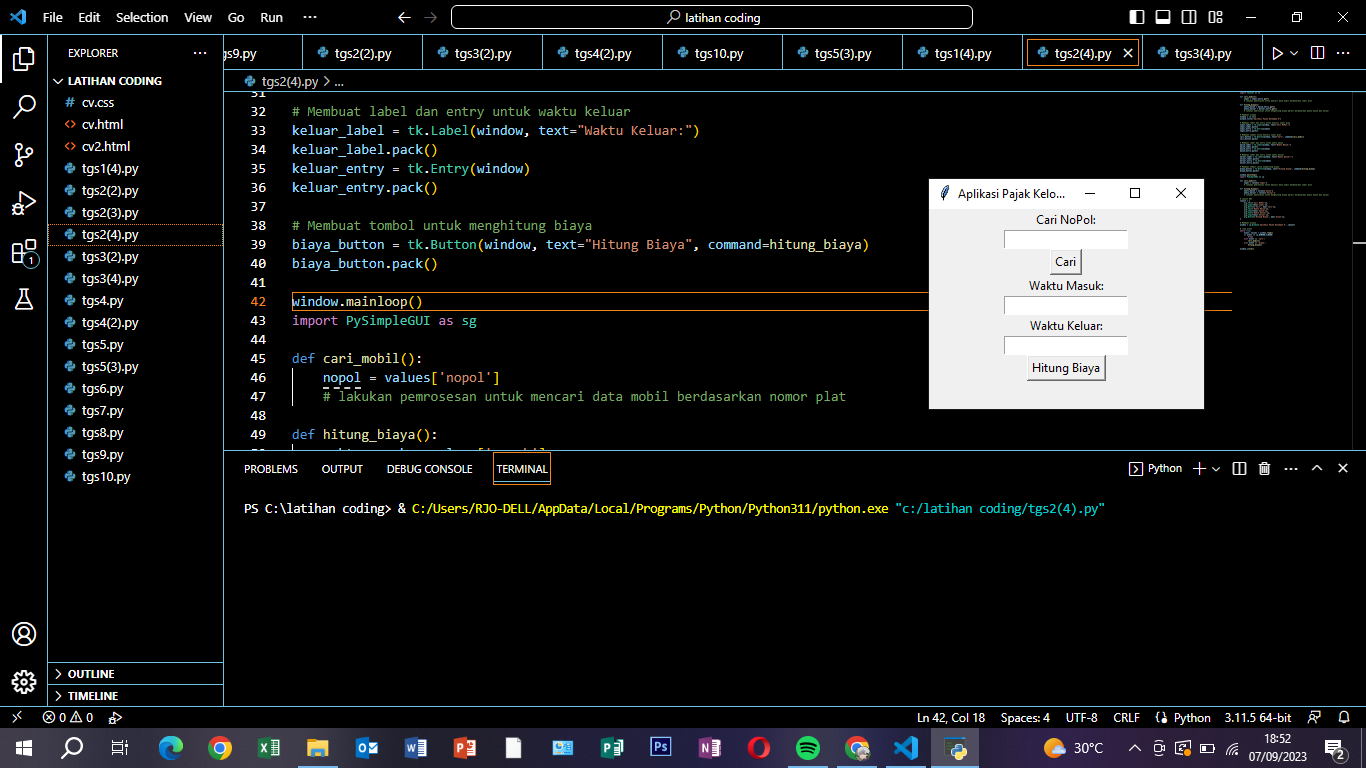 File Edit Selection View Go Run ··· latihan coding
EXPLORER ···
gs9.py tgs2(2).py tgs3(2).py tgs4(2).py tgs10.py tgs5(3).py tgs1(4).py tgs2(4).py tgs3(4).py
LATIHAN CODING
cv.css
cv.html
cv2.html
tgs1(4).py
tgs2(2).py
tgs2(3).py
tgs2(4).py
tgs3(2).py
tgs3(4).py
tgs4.py
tgs4(2).py
tgs5.py
tgs5(3).py
tgs6.py
tgs7.py
tgs8.py
tgs9.py
tgs10.py
OUTLINE
TIMELINE
tgs2(4).py > ...
31
32 # Membuat label dan entry untuk waktu keluar
33 keluar_label = tk.Label(window, text="Waktu Keluar:")
34 keluar_label.pack()
35 keluar_entry = tk.Entry(window)
36 keluar_entry.pack()
37
38 # Membuat tombol untuk menghitung biaya
39 biaya_button = tk.Button(window, text="Hitung Biaya", command=hitung_biaya)
40 biaya_button.pack()
41
42 window.mainloop()
43 import PySimpleGUI as sg
44
45 def cari_mobil():
46 nopol = values['nopol']
47 # lakukan pemrosesan untuk mencari data mobil berdasarkan nomor plat
48
49 def hitung_biaya():
Aplikasi Pajak Kelo...
Cari NoPol:
Cari
Waktu Masuk:
Waktu Keluar:
Hitung Biaya
PROBLEMS OUTPUT DEBUG CONSOLE TERMINAL Python
PS C:\latihan coding> & C:/Users/RJO-DELL/AppData/Local/Programs/Python/Python311/python.exe "c:/latihan coding/tgs2(4).py"
0 0 Ln 42, Col 18 Spaces: 4 UTF-8 CRLF Python 3.11.5 64-bit
30°C 18:52
07/09/2023
2